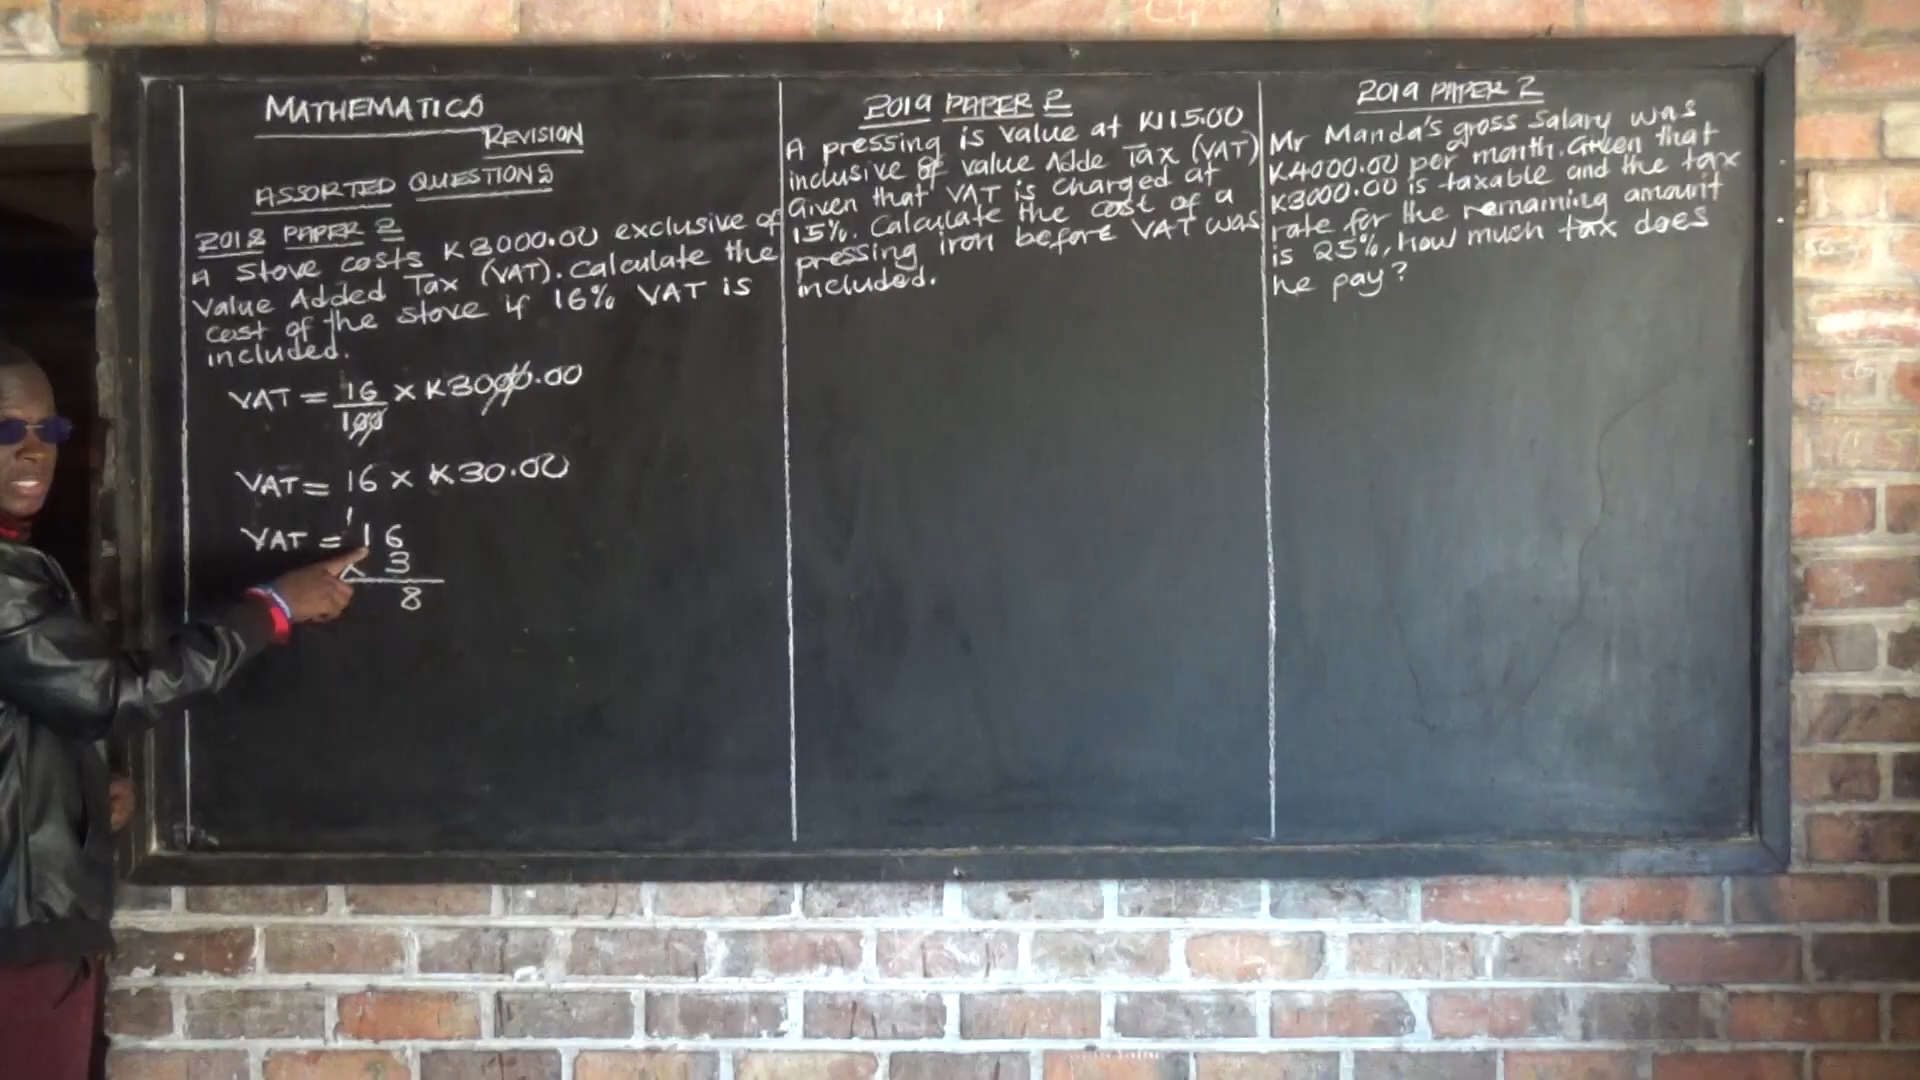 MATHEMATICS
REVISION
ASSORTED QUESTIONS
2018 PAPER 2
A stove costs K3000.00 exclusive of
Value Added Tax (VAT). Calculate the
cost of the stove if 16% VAT is
included.
VAT = 16/100 × K3000.00
VAT = 16 × K30.00
1
VAT = 16
× 3
8
2019 PAPER 2
A pressing is value at K115.00
inclusive of value Adde Tax (VAT)
Given that VAT is charged at
15%. Calculate the cost of a
pressing iron before VAT was
included.
2019 PAPER 2
Mr Manda's gross salary was
K4000.00 per month. Given that
K3000.00 is taxable and the tax
rate for the remaining amount
is 25%, how much tax does
he pay?